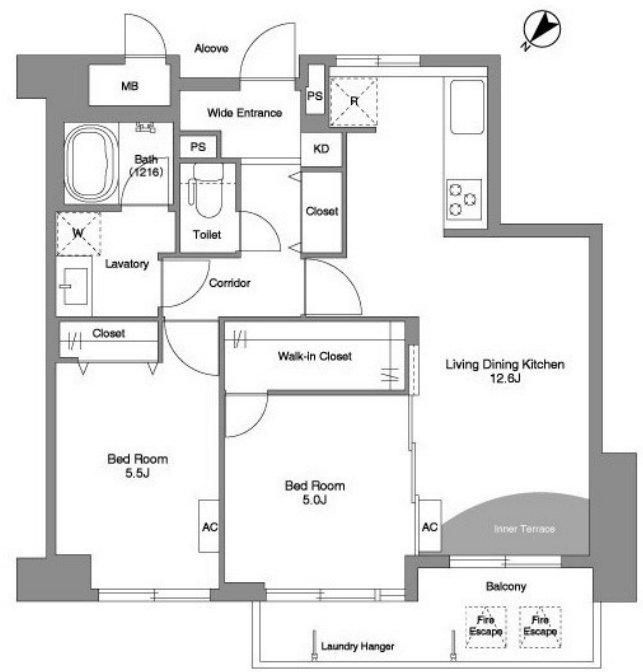 N
Alcove
MB
Wide Entrance
PS
R
PS
KD
Bath
(1216)
Closet
Toilet
W
Lavatory
Corridor
Closet
Walk-in Closet
Living Dining Kitchen
12.6J
Bed Room
5.5J
Bed Room
5.0J
AC
AC
Inner Terrace
Balcony
Fire
Escape
Fire
Escape
Laundry Hanger